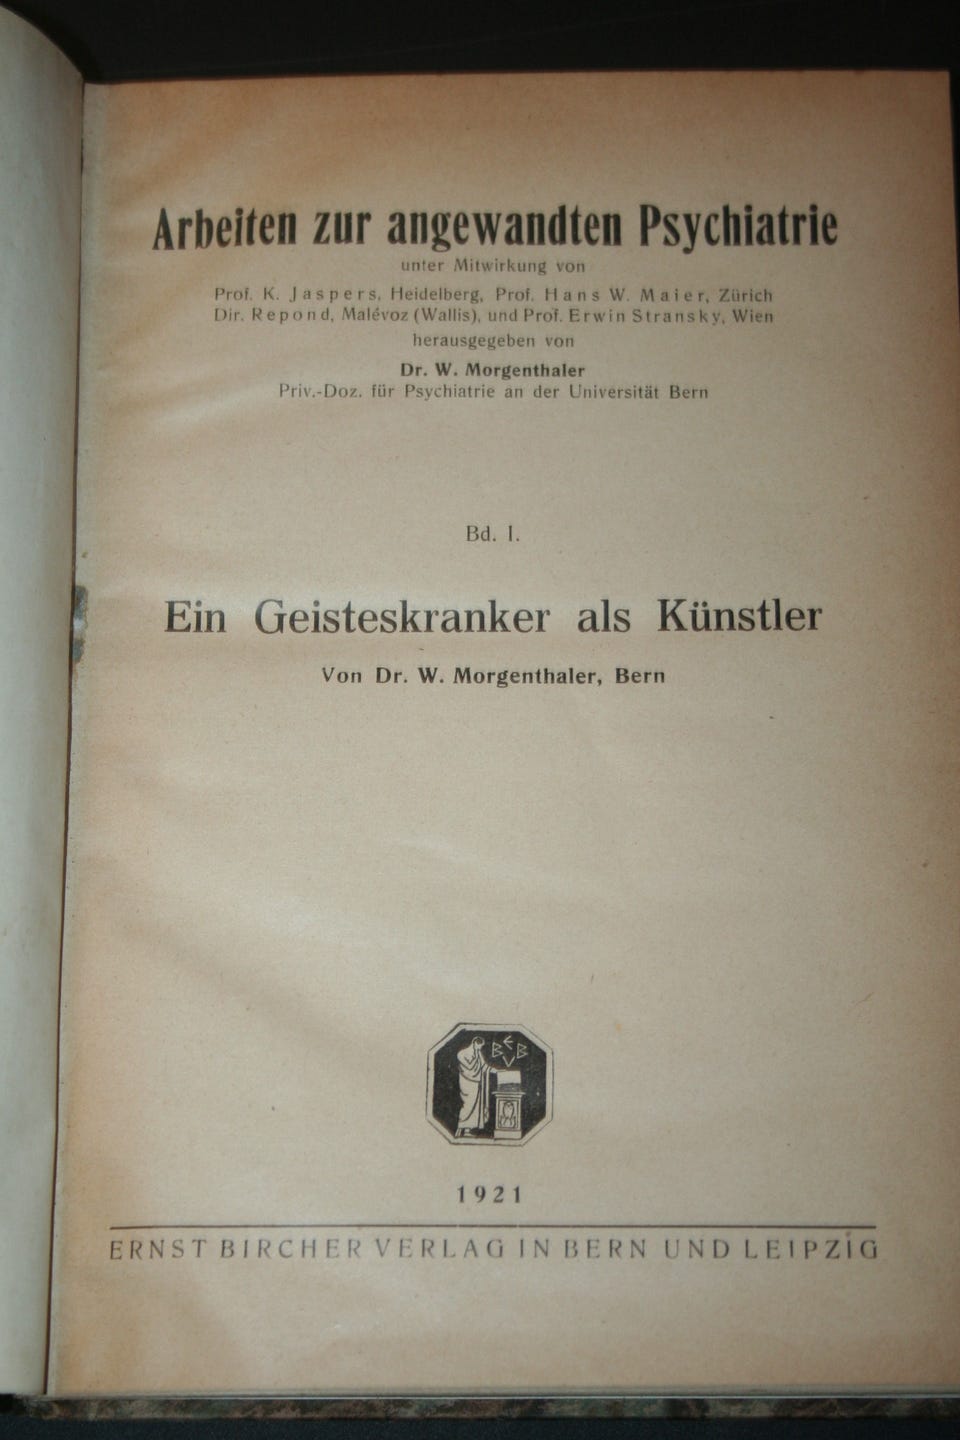 Arbeiten zur angewandten Psychiatrie
unter Mitwirkung von
Prof. K. Jaspers, Heidelberg, Prof. Hans W. Maier, Zürich
Dir. Repond, Malévoz (Wallis), und Prof. Erwin Stransky, Wien
herausgegeben von
Dr. W. Morgenthaler
Priv.-Doz. für Psychiatrie an der Universität Bern
Bd. I.
Ein Geisteskranker als Künstler
Von Dr. W. Morgenthaler, Bern
B E V B
1921
ERNST BIRCHER VERLAG IN BERN UND LEIPZIG